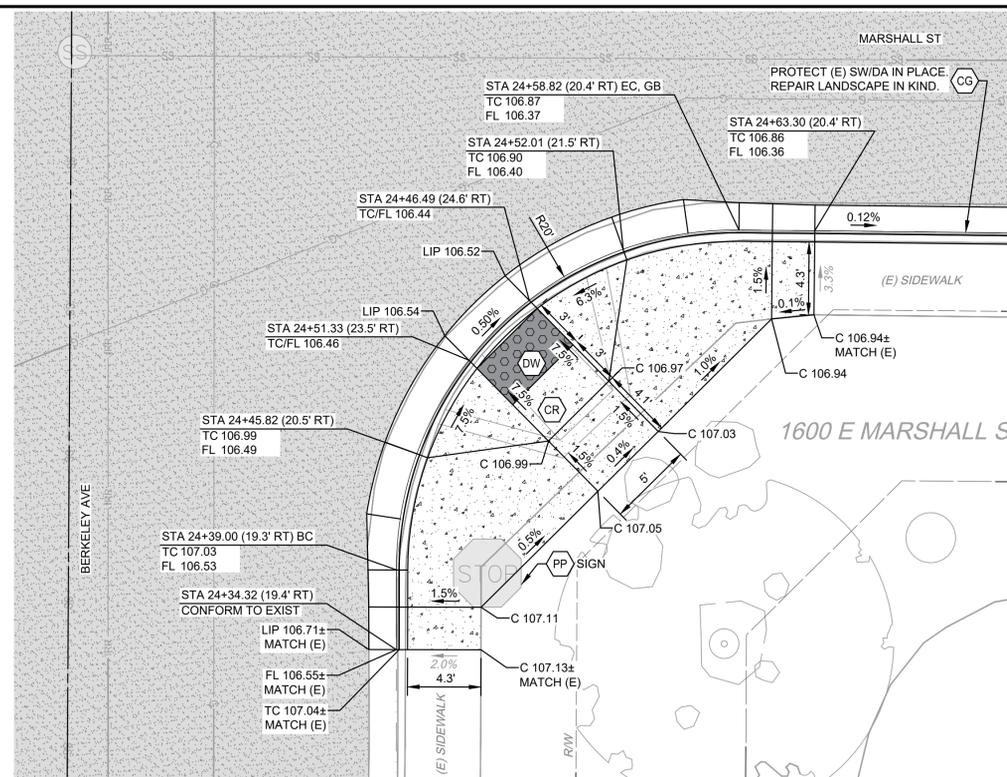 MARSHALL ST
SS
PROTECT (E) SW/DA IN PLACE.
REPAIR LANDSCAPE IN KIND.
CG
STA 24+58.82 (20.4' RT) EC, GB
TC 106.87
FL 106.37
STA 24+63.30 (20.4' RT)
TC 106.86
FL 106.36
STA 24+52.01 (21.5' RT)
TC 106.90
FL 106.40
STA 24+46.49 (24.6' RT)
TC/FL 106.44
R20'
0.12%
LIP 106.52
1.5%
4.3'
3.3%
(E) SIDEWALK
6.3%
0.1%
LIP 106.54
0.50%
3'
STA 24+51.33 (23.5' RT)
TC/FL 106.46
C 106.94±
MATCH (E)
7.5%
3'
DW
C 106.97
1.0%
C 106.94
7.5%
4.1'
CR
7.5%
1.5%
STA 24+45.82 (20.5' RT)
TC 106.99
FL 106.49
C 107.03
1600 E MARSHALL S
C 106.99
1.5%
0.4%
5'
BERKELEY AVE
C 107.05
STA 24+39.00 (19.3' RT) BC
TC 107.03
FL 106.53
0.5%
STOP
PP
SIGN
STA 24+34.32 (19.4' RT)
CONFORM TO EXIST
1.5%
C 107.11
LIP 106.71±
MATCH (E)
2.0%
C 107.13±
MATCH (E)
FL 106.55±
MATCH (E)
4.3'
TC 107.04±
MATCH (E)
(E) SIDEWALK
R/W